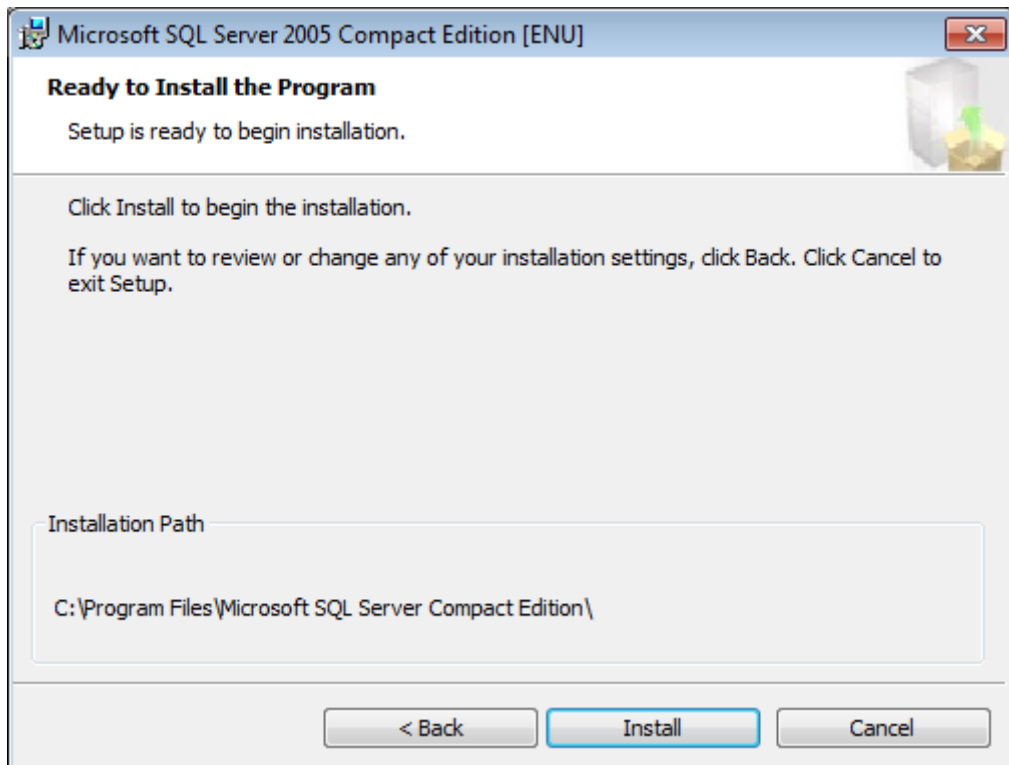 Microsoft SQL Server 2005 Compact Edition [ENU]
Ready to Install the Program
Setup is ready to begin installation.
Click Install to begin the installation.
If you want to review or change any of your installation settings, click Back. Click Cancel to
exit Setup.
Installation Path
C:\Program Files\Microsoft SQL Server Compact Edition\
< Back
Install
Cancel